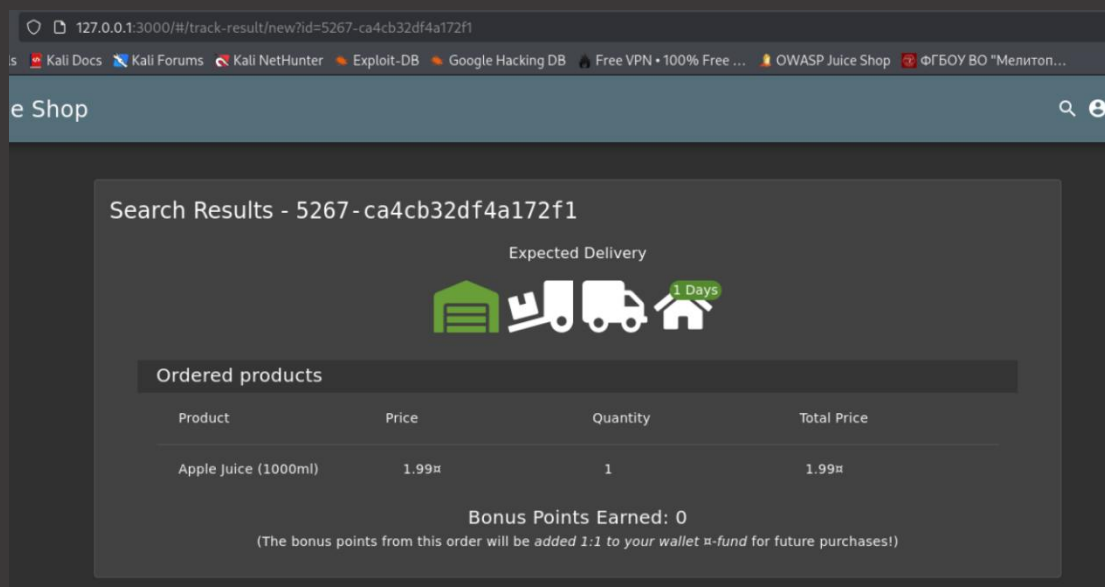 127.0.0.1:3000/#/track-result/new?id=5267-ca4cb32df4a172f1
ls Kali Docs Kali Forums Kali NetHunter Exploit-DB Google Hacking DB Free VPN • 100% Free ... OWASP Juice Shop ФГБОУ ВО "Мелитоп...
e Shop
Search Results - 5267-ca4cb32df4a172f1
Expected Delivery
1 Days
Ordered products
Product Price Quantity Total Price
Apple Juice (1000ml) 1.99¤ 1 1.99¤
Bonus Points Earned: 0
(The bonus points from this order will be added 1:1 to your wallet ¤-fund for future purchases!)